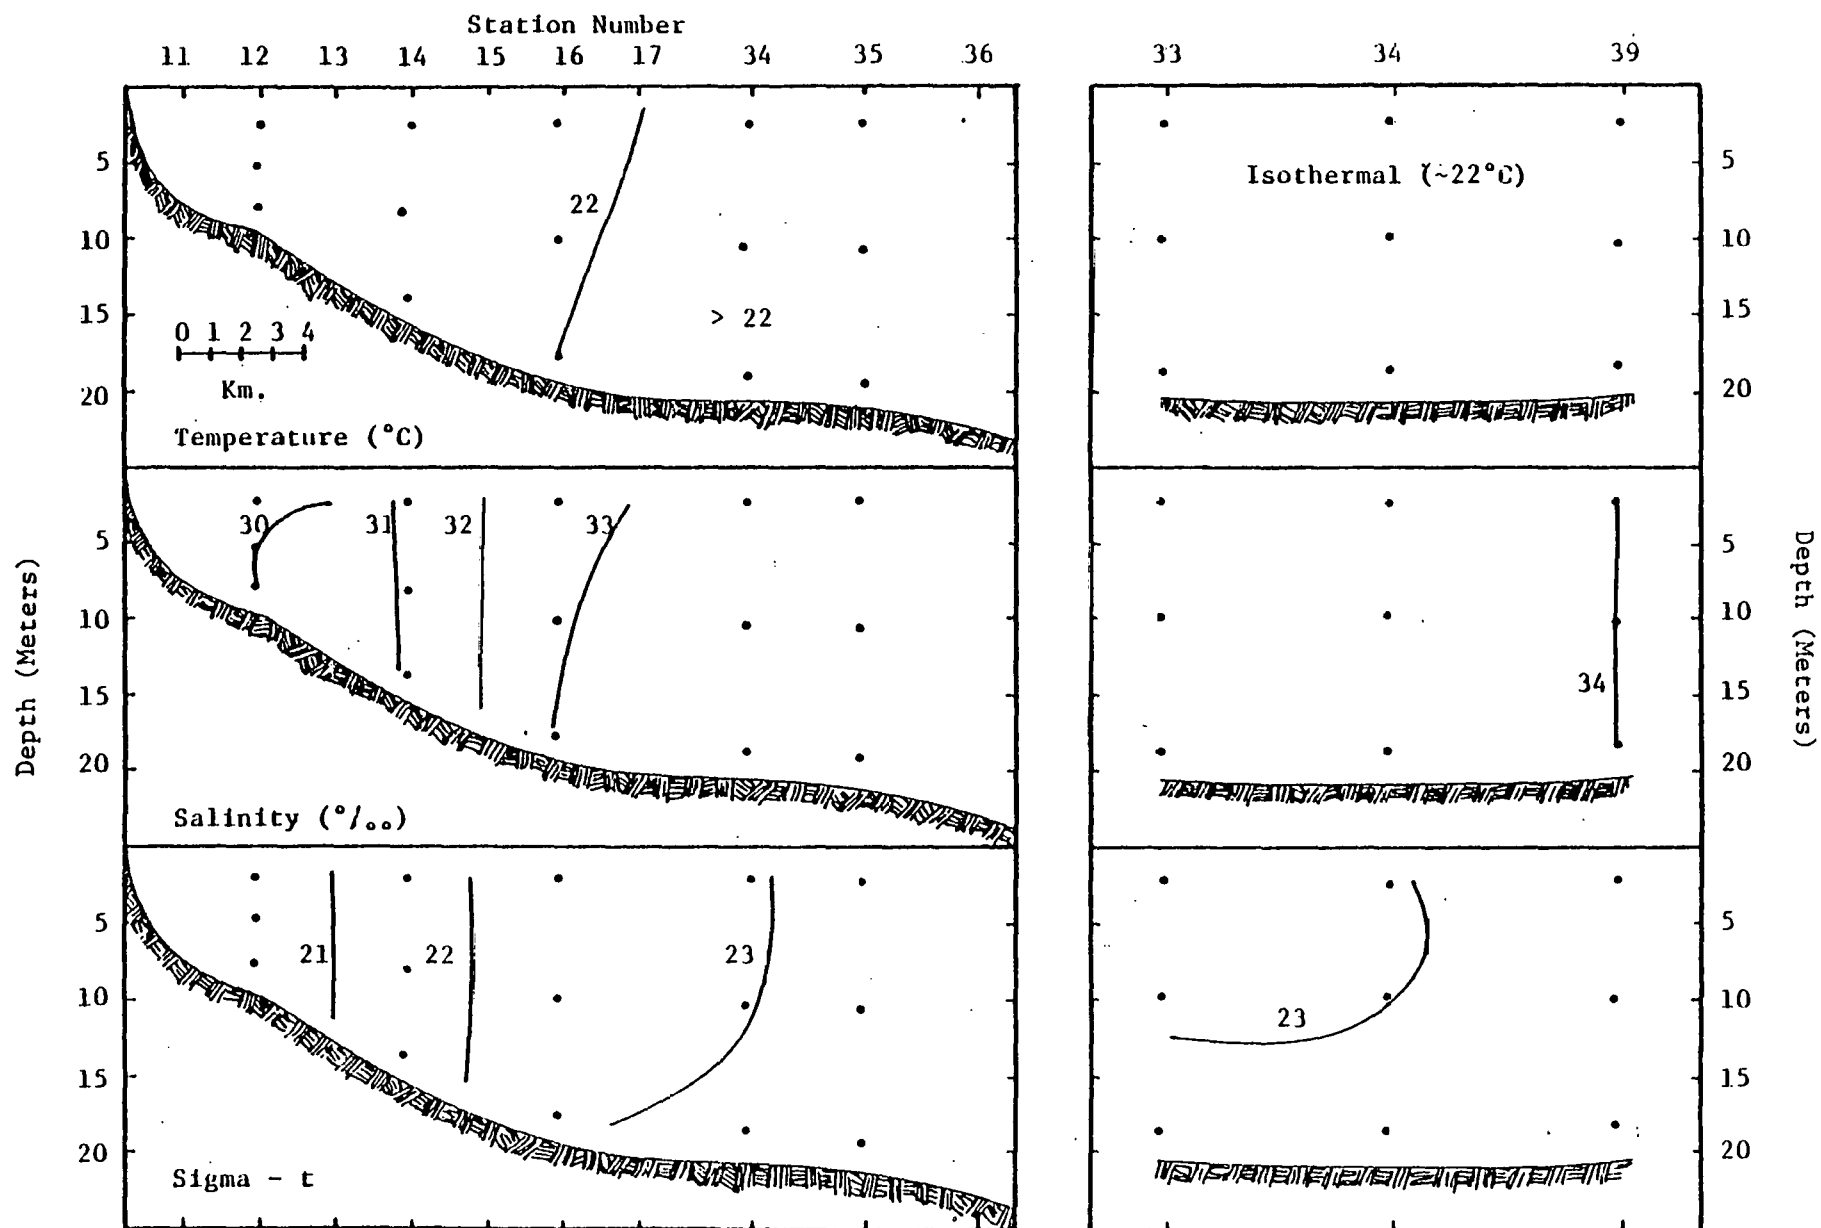 Station Number
11 12 13 14 15 16 17 34 35 36
33 34 39
5
10
15
20
22
> 22
0 1 2 3 4
Km.
Temperature (°C)
Isothermal (~22°C)
5
10
15
20
Depth (Meters)
5
10
15
20
30 31 32 33
Salinity (°/oo)
34
5
10
15
20
Depth (Meters)
5
10
15
20
21 22 23
Sigma - t
23
5
10
15
20